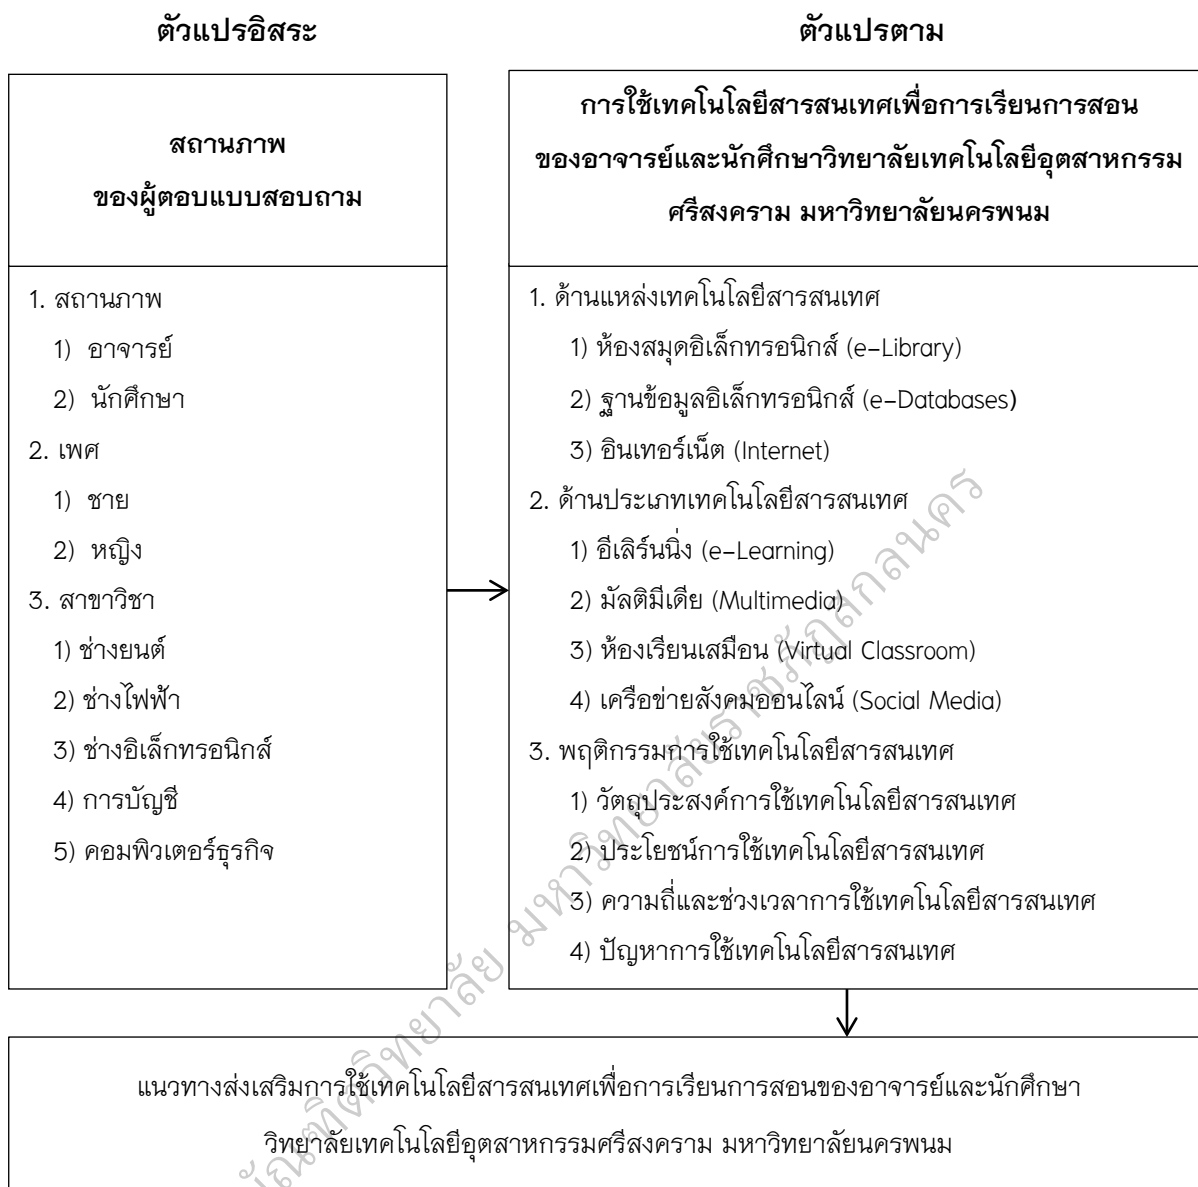 ตัวแปรอิสระ
ตัวแปรตาม
สถานภาพ
ของผู้ตอบแบบสอบถาม
1. สถานภาพ
1) อาจารย์
2) นักศึกษา
2. เพศ
1) ชาย
2) หญิง
3. สาขาวิชา
1) ช่างยนต์
2) ช่างไฟฟ้า
3) ช่างอิเล็กทรอนิกส์
4) การบัญชี
5) คอมพิวเตอร์ธุรกิจ
การใช้เทคโนโลยีสารสนเทศเพื่อการเรียนการสอน
ของอาจารย์และนักศึกษาวิทยาลัยเทคโนโลยีอุตสาหกรรม
ศรีสงคราม มหาวิทยาลัยนครพนม
1. ด้านแหล่งเทคโนโลยีสารสนเทศ
1) ห้องสมุดอิเล็กทรอนิกส์ (e-Library)
2) ฐานข้อมูลอิเล็กทรอนิกส์ (e-Databases)
3) อินเทอร์เน็ต (Internet)
2. ด้านประเภทเทคโนโลยีสารสนเทศ
1) อีเลิร์นนิ่ง (e-Learning)
2) มัลติมีเดีย (Multimedia)
3) ห้องเรียนเสมือน (Virtual Classroom)
4) เครือข่ายสังคมออนไลน์ (Social Media)
3. พฤติกรรมการใช้เทคโนโลยีสารสนเทศ
1) วัตถุประสงค์การใช้เทคโนโลยีสารสนเทศ
2) ประโยชน์การใช้เทคโนโลยีสารสนเทศ
3) ความถี่และช่วงเวลาการใช้เทคโนโลยีสารสนเทศ
4) ปัญหาการใช้เทคโนโลยีสารสนเทศ
แนวทางส่งเสริมการใช้เทคโนโลยีสารสนเทศเพื่อการเรียนการสอนของอาจารย์และนักศึกษา
วิทยาลัยเทคโนโลยีอุตสาหกรรมศรีสงคราม มหาวิทยาลัยนครพนม
มหาวิทยาลัยราชภัฏสกลนคร